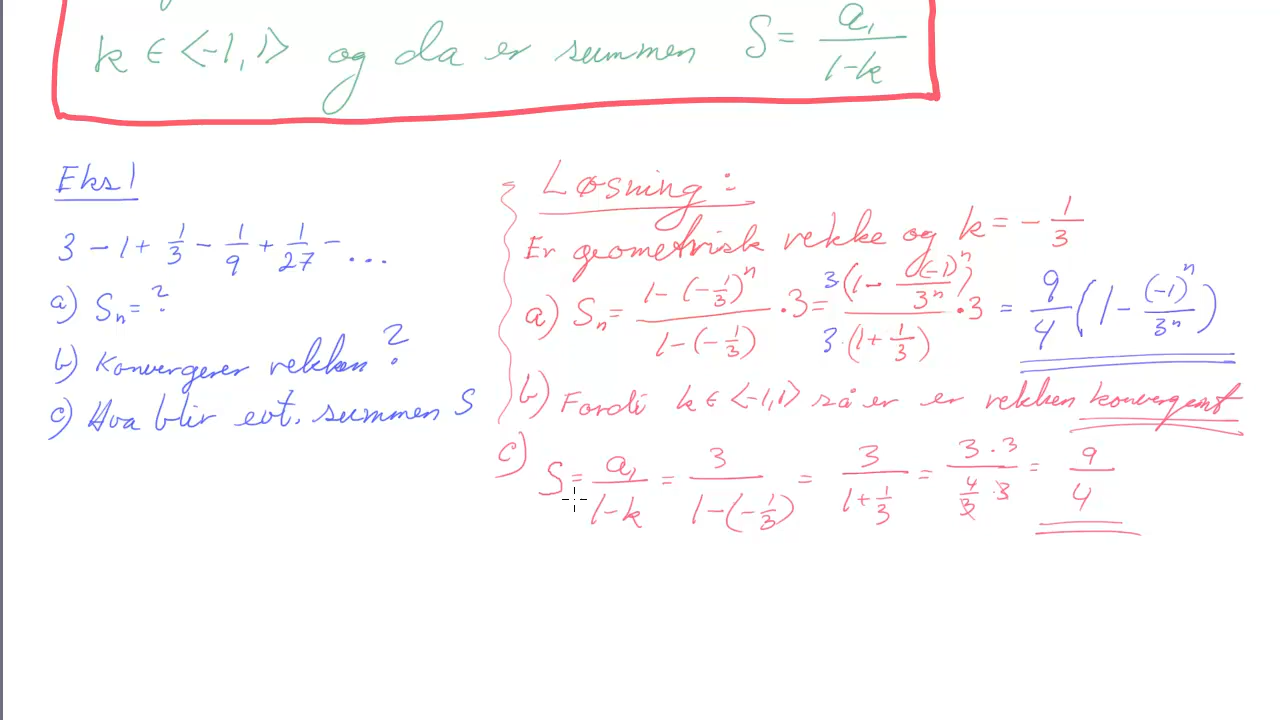 k ∈ ⟨-1,1⟩ og da er summen S = a₁/(1-k)
Eks 1
3 - 1 + 1/3 - 1/9 + 1/27 - ...
a) Sₙ = ?
b) Konvergerer rekken ?
c) Hva blir evt. summen S
Løsning :
Er geometrisk rekke og k = - 1/3
a) Sₙ = (1 - (-1/3)ⁿ)/(1 - (-1/3)) · 3 = (3(1 - (-1)ⁿ/3ⁿ))/(3·(1 + 1/3)) · 3 = 9/4 (1 - (-1)ⁿ/3ⁿ)
b) Fordi k ∈ ⟨-1,1⟩ så er er rekken konvergent
c) S = a₁/(1-k) = 3/(1-(-1/3)) = 3/(1+1/3) = (3·3)/(4/3·3) = 9/4